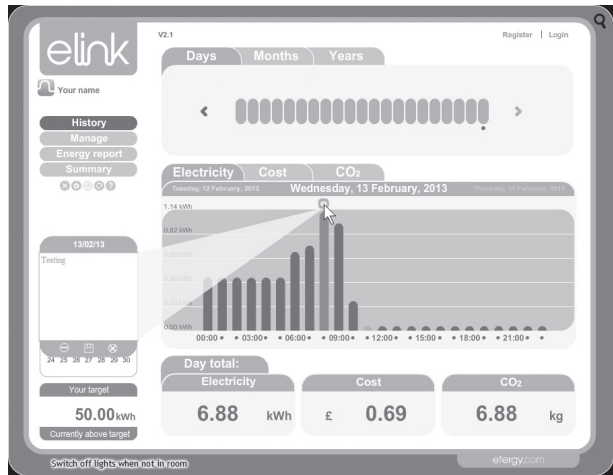 elink
V2.1
Register | Login
Your name
Days Months Years
History
Manage
Energy report
Summary
Electricity Cost CO2
Tuesday, 12 February, 2013 Wednesday, 13 February, 2013 Thursday, 14 February, 2013
1.14 kWh
0.92 kWh
0.00 kWh
00:00 03:00 06:00 09:00 12:00 15:00 18:00 21:00
13/02/13
Testing
24 25 26 27 28 29 30
Your target
50.00 kWh
Currently above target
Day total:
Electricity
6.88 kWh
Cost
£ 0.69
CO2
6.88 kg
Switch off lights when not in room
efergy.com